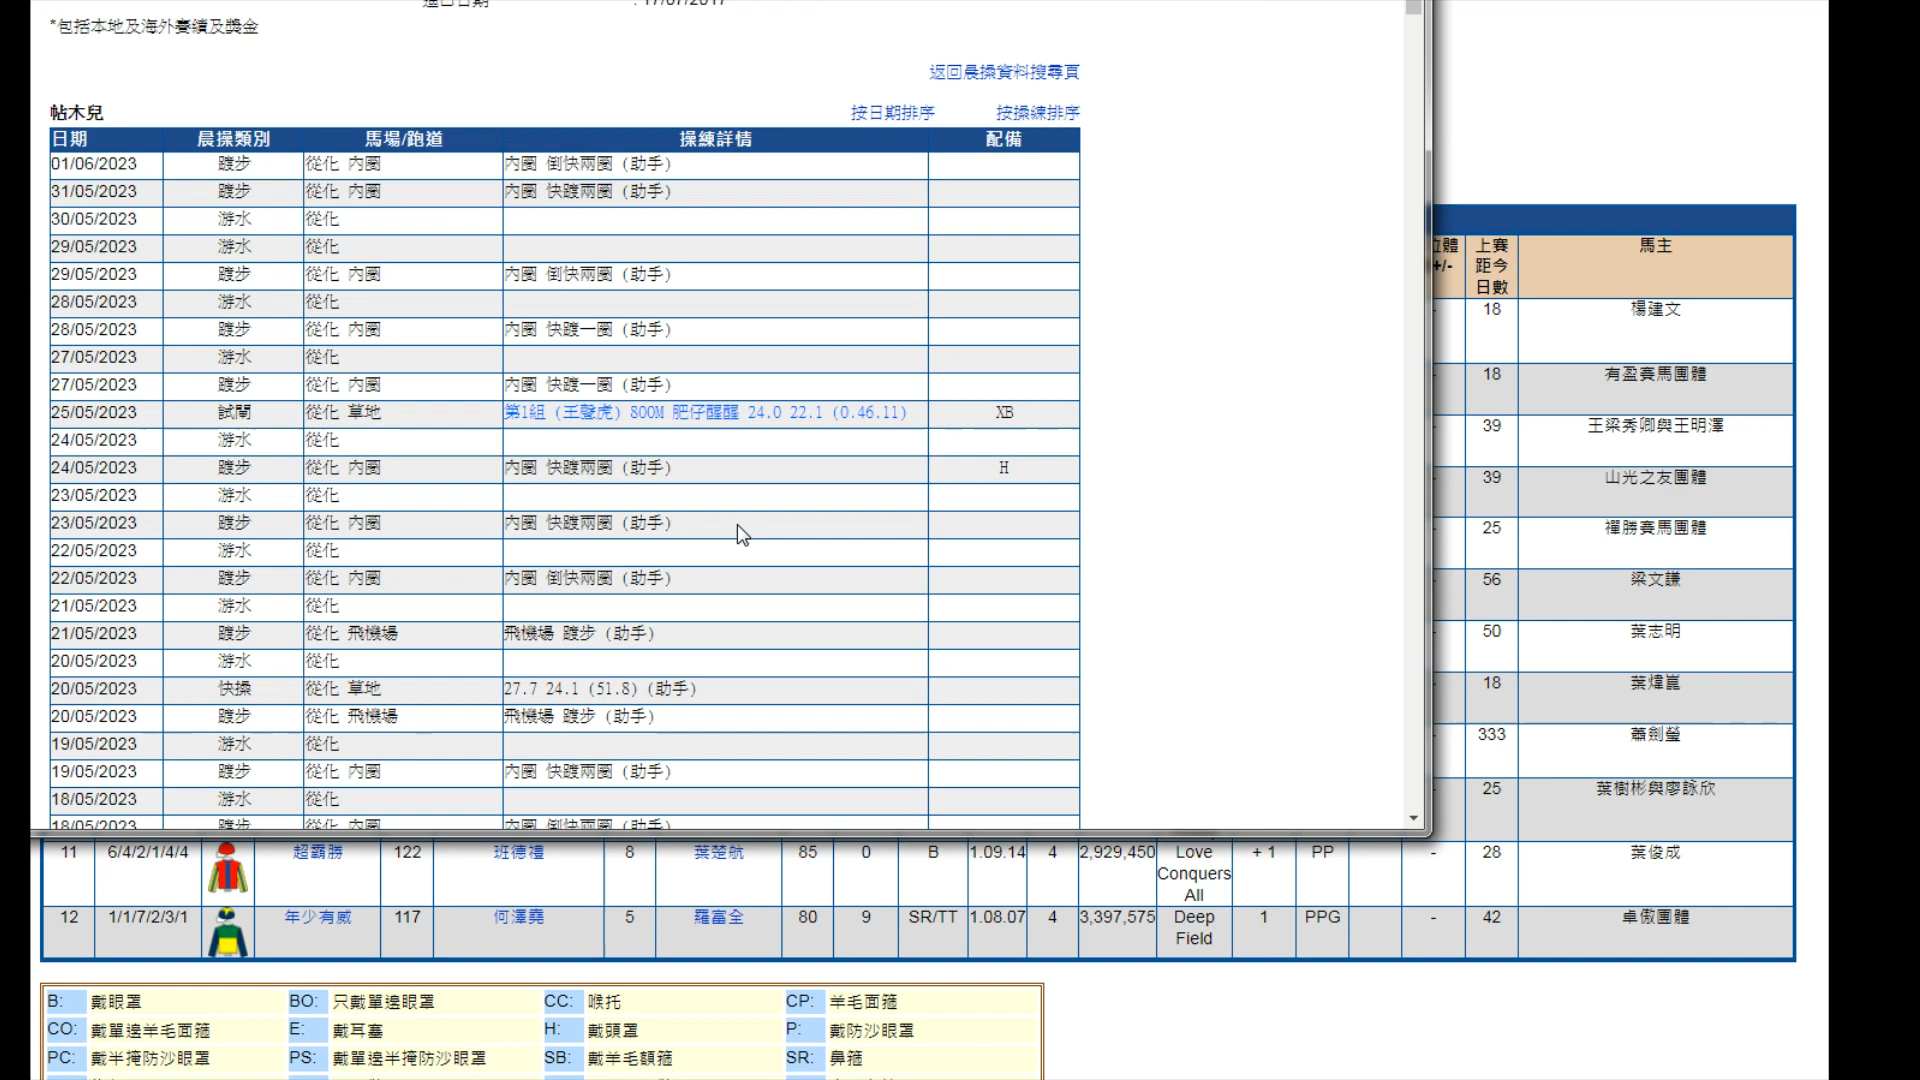 : 17/07/2017
*包括本地及海外賽績及獎金
返回晨操資料搜尋頁
帖木兒 按日期排序 按操練排序
日期 晨操類別 馬場/跑道 操練詳情 配備
01/06/2023 踱步 從化 內圈 內圈 倒快兩圈 (助手)
31/05/2023 踱步 從化 內圈 內圈 快踱兩圈 (助手)
30/05/2023 游水 從化
29/05/2023 游水 從化
29/05/2023 踱步 從化 內圈 內圈 倒快兩圈 (助手)
28/05/2023 游水 從化
28/05/2023 踱步 從化 內圈 內圈 快踱一圈 (助手)
27/05/2023 游水 從化
27/05/2023 踱步 從化 內圈 內圈 快踱一圈 (助手)
25/05/2023 試閘 從化 草地 第1組 (王聲虎) 800M 肥仔醒醒 24.0 22.1 (0.46.11) XB
24/05/2023 游水 從化
24/05/2023 踱步 從化 內圈 內圈 快踱兩圈 (助手) H
23/05/2023 游水 從化
23/05/2023 踱步 從化 內圈 內圈 快踱兩圈 (助手)
22/05/2023 游水 從化
22/05/2023 踱步 從化 內圈 內圈 倒快兩圈 (助手)
21/05/2023 游水 從化
21/05/2023 踱步 從化 飛機場 飛機場 踱步 (助手)
20/05/2023 游水 從化
20/05/2023 快操 從化 草地 27.7 24.1 (51.8) (助手)
20/05/2023 踱步 從化 飛機場 飛機場 踱步 (助手)
19/05/2023 游水 從化
19/05/2023 踱步 從化 內圈 內圈 快踱兩圈 (助手)
18/05/2023 游水 從化
18/05/2023 踱步 從化 內圈 內圈 倒快兩圈 (助手)
位體 上賽 馬主
+/- 距今
日數
- 18 楊建文
- 18 有盈賽馬團體
- 39 王梁秀卿與王明澤
- 39 山光之友團體
- 25 禪勝賽馬團體
- 56 梁文謙
- 50 葉志明
- 18 葉煒崑
- 333 蕭劍瑩
- 25 葉樹彬與廖詠欣
11 6/4/2/1/4/4 超霸勝 122 班德禮 8 葉楚航 85 0 B 1.09.14 4 2,929,450 Love + 1 PP - 28 葉俊成
Conquers
All
12 1/1/7/2/3/1 年少有威 117 何澤堯 5 羅富全 80 9 SR/TT 1.08.07 4 3,397,575 Deep 1 PPG - 42 卓傲團體
Field
B: 戴眼罩 BO: 只戴單邊眼罩 CC: 喉托 CP: 羊毛面箍
CO: 戴單邊羊毛面箍 E: 戴耳塞 H: 戴頭罩 P: 戴防沙眼罩
PC: 戴半掩防沙眼罩 PS: 戴單邊半掩防沙眼罩 SB: 戴羊毛額箍 SR: 鼻箍